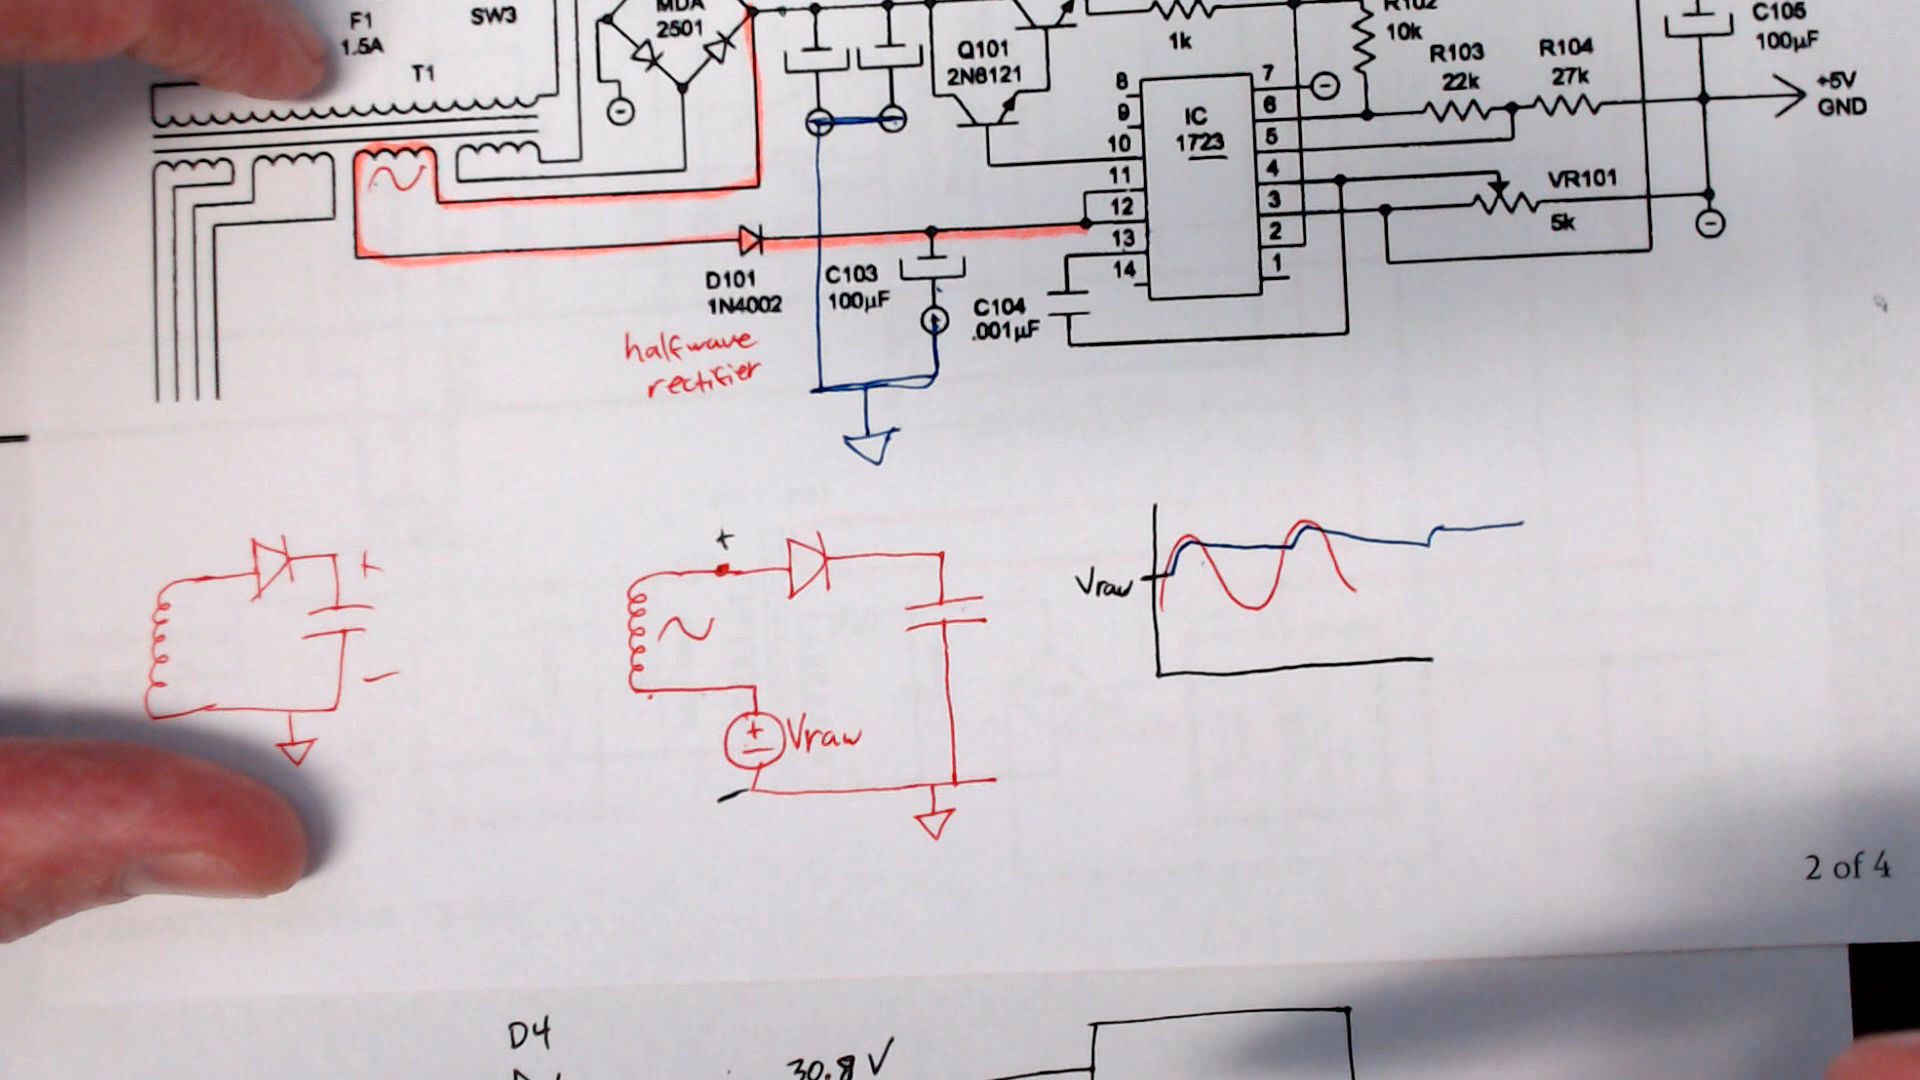 F1
1.5A
SW3
MDA
2501
T1
Q101
2N6121
1k
R102
10k
R103
22k
R104
27k
C105
100µF
+5V
GND
IC
1723
8
9
10
11
12
13
14
7
6
5
4
3
2
1
VR101
5k
D101
1N4002
C103
100µF
C104
.001µF
halfwave
rectifier
+
−
+
Vraw
+
−
−
Vraw
2 of 4
D4
30.8 V